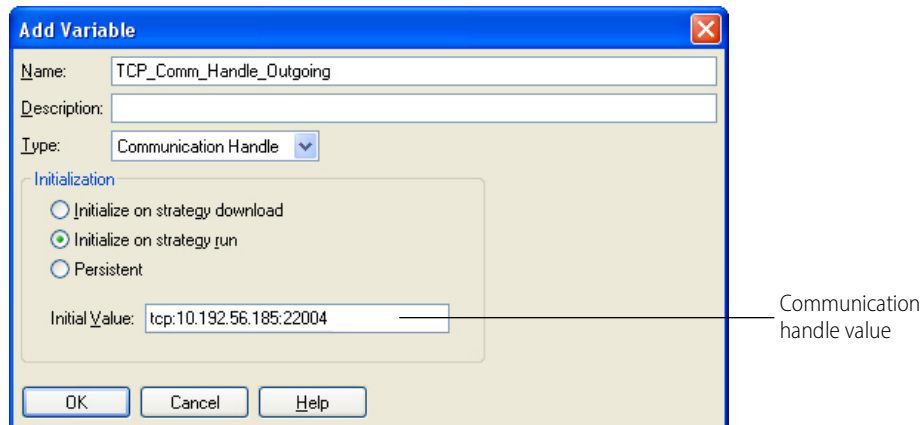 Add Variable
Name: TCP_Comm_Handle_Outgoing
Description:
Type: Communication Handle
Initialization
Initialize on strategy download
Initialize on strategy run
Persistent
Initial Value: tcp:10.192.56.185:22004
Communication
handle value
OK Cancel Help